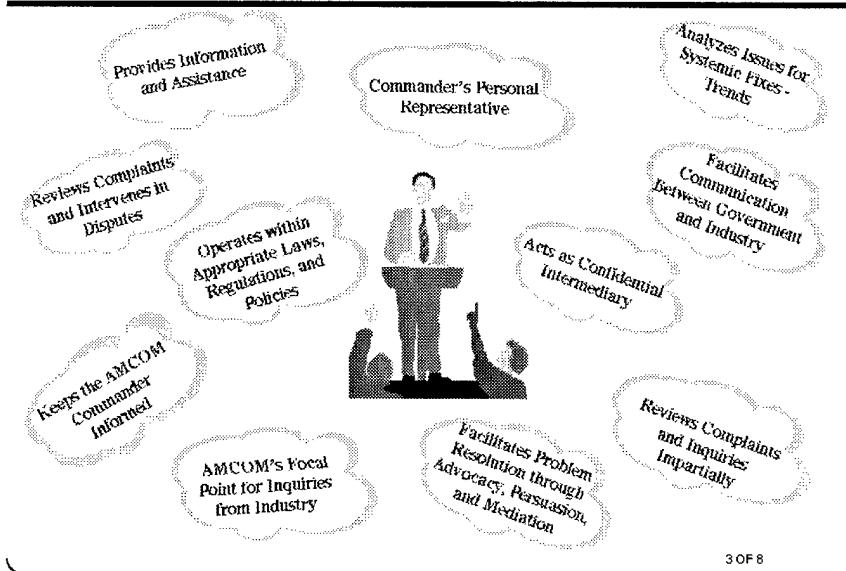 Provides Information
and Assistance
Commander's Personal
Representative
Analyzes Issues for
Systemic Fixes -
Trends
Reviews Complaints
and Intervenes in
Disputes
Operates within
Appropriate Laws,
Regulations, and
Policies
Acts as Confidential
Intermediary
Facilitates
Communication
Between Government
and Industry
Keeps the AMCOM
Commander
Informed
AMCOM's Focal
Point for Inquiries
from Industry
Facilitates Problem
Resolution through
Advocacy, Persuasion,
and Mediation
Reviews Complaints
and Inquiries
Impartially
3 OF 8